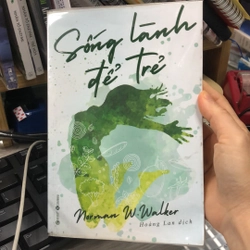 Sống lành
để trẻ
Norman W. Walker
Hoàng Lan dịch